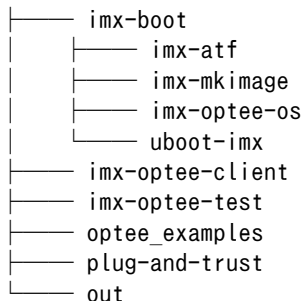 ├──── imx-boot
│     ├──── imx-atf
│     ├──── imx-mkimage
│     ├──── imx-optee-os
│     └──── uboot-imx
├──── imx-optee-client
├──── imx-optee-test
├──── optee_examples
├──── plug-and-trust
└──── out